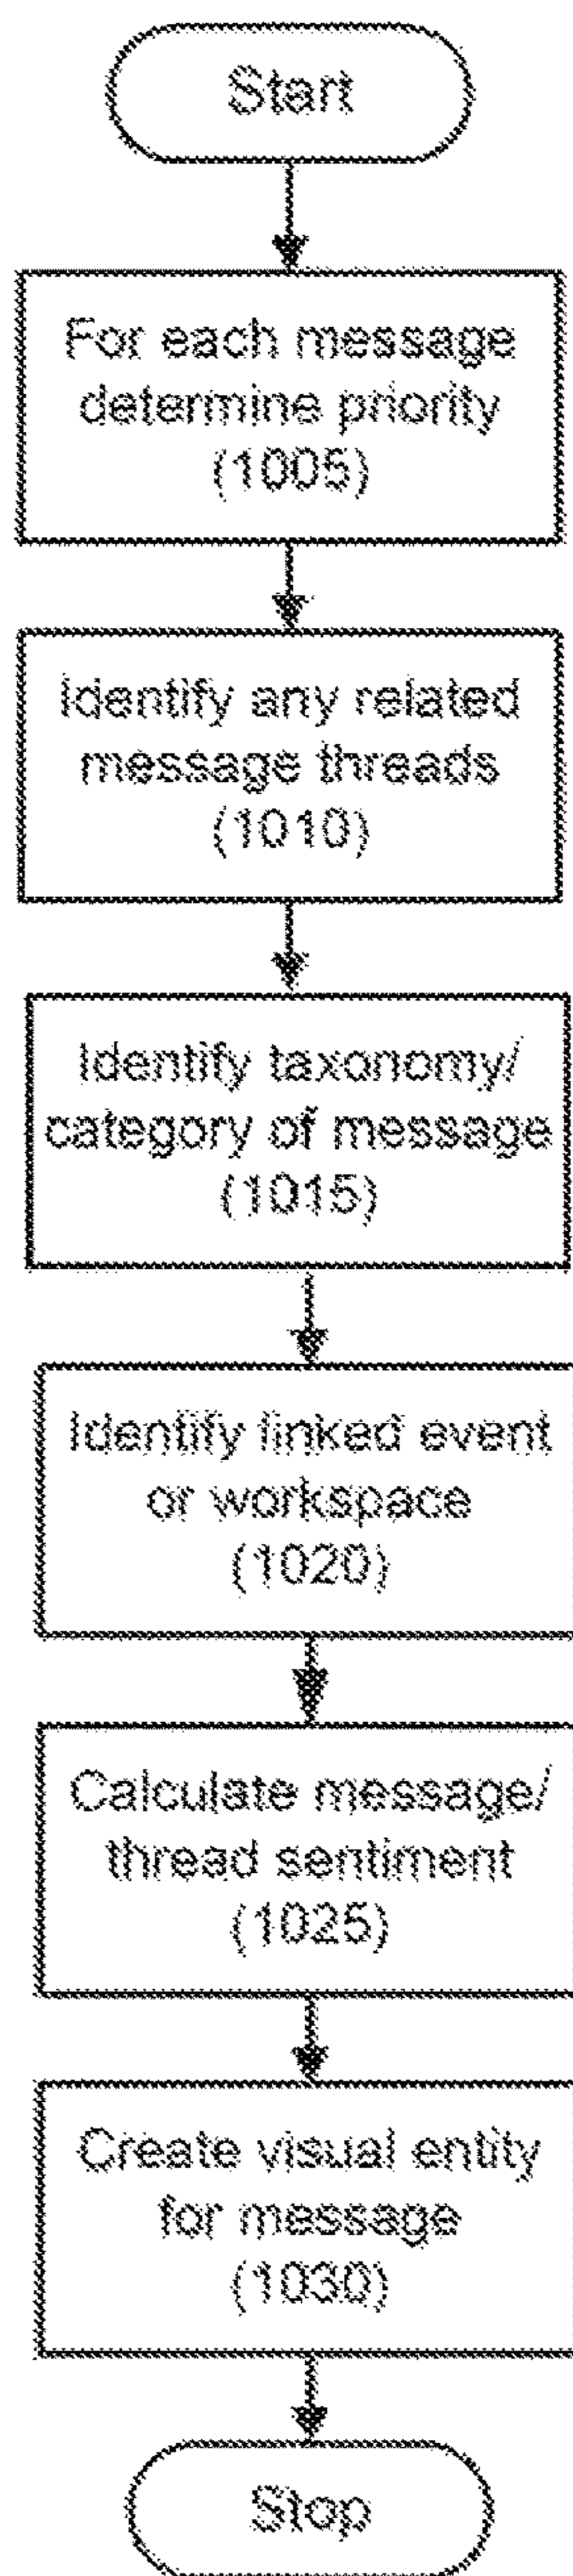 Start
For each message
determine priority
(1005)
Identify any related
message threads
(1010)
Identify taxonomy/
category of message
(1015)
Identify linked event
or workspace
(1020)
Calculate message/
thread sentiment
(1025)
Create visual entity
for message
(1030)
Stop